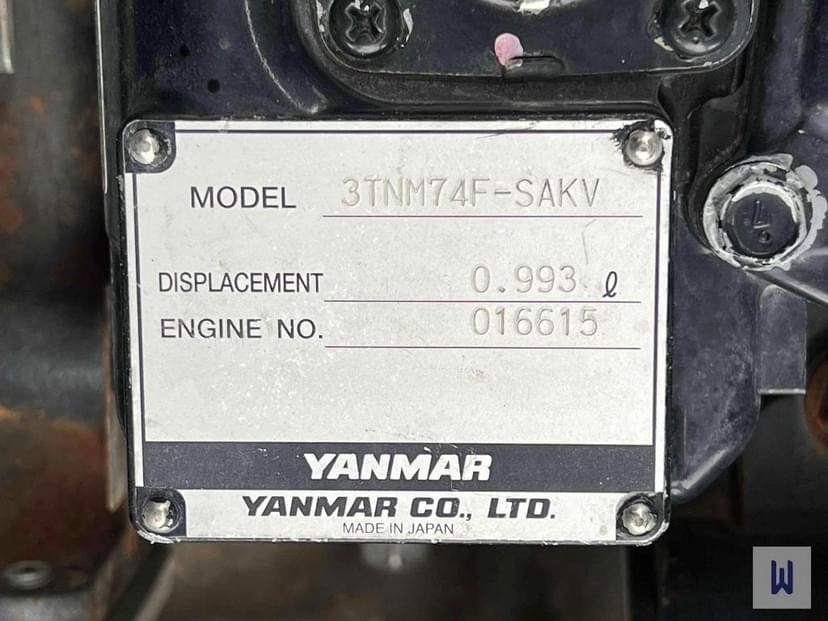 MODEL 3TNM74F-SAKV
DISPLACEMENT 0.993 ℓ
ENGINE NO. 016615
YANMAR
YANMAR CO., LTD.
MADE IN JAPAN
W